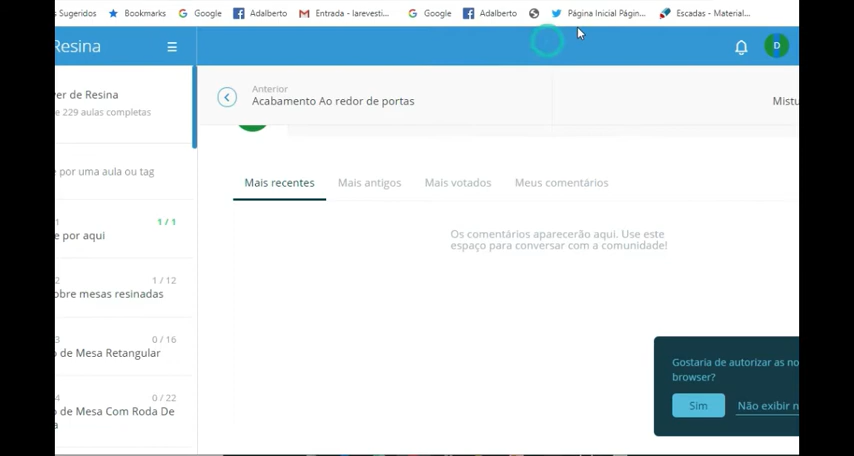 Sugeridos Bookmarks Google Adalberto Entrada - larevesti... Google Adalberto Página Inicial Págin... Escadas - Material...
Resina
D
er de Resina
e 229 aulas completas
Anterior
Acabamento Ao redor de portas
Mistu
e por uma aula ou tag
Mais recentes Mais antigos Mais votados Meus comentários
1 1 / 1
e por aqui
Os comentários aparecerão aqui. Use este
espaço para conversar com a comunidade!
2 1 / 12
obre mesas resinadas
3 0 / 16
o de Mesa Retangular
4 0 / 22
o de Mesa Com Roda De
a
Gostaria de autorizar as no
browser?
Sim Não exibir n